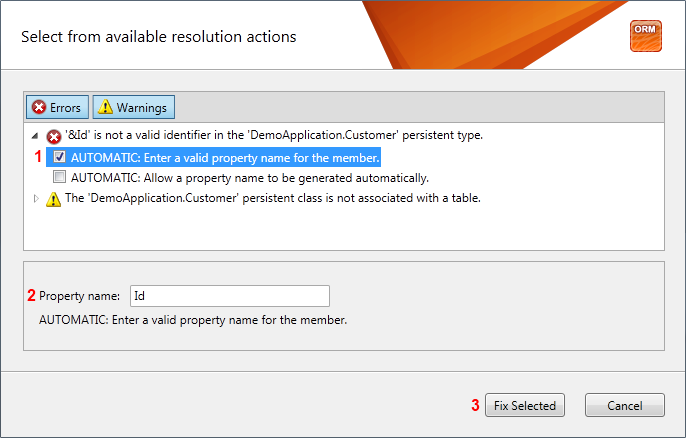 Select from available resolution actions
ORM
Errors Warnings
'&Id' is not a valid identifier in the 'DemoApplication.Customer' persistent type.
1 AUTOMATIC: Enter a valid property name for the member.
AUTOMATIC: Allow a property name to be generated automatically.
The 'DemoApplication.Customer' persistent class is not associated with a table.
2 Property name: Id
AUTOMATIC: Enter a valid property name for the member.
3 Fix Selected Cancel